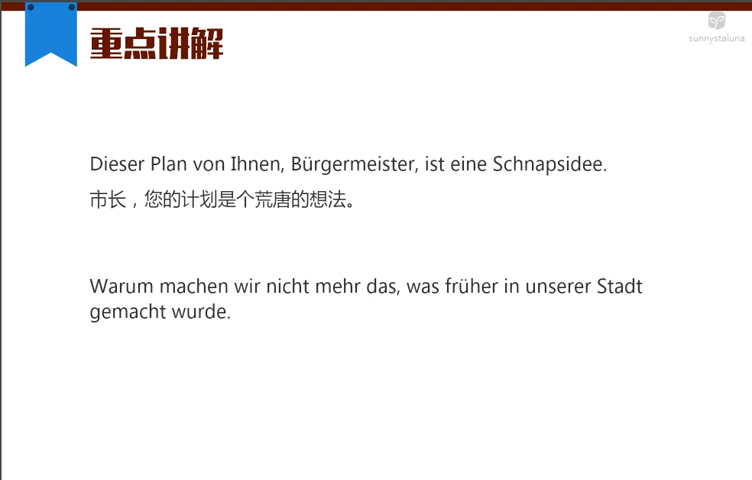 重点讲解
sunnystaluna
Dieser Plan von Ihnen, Bürgermeister, ist eine Schnapsidee.
市长，您的计划是个荒唐的想法。
Warum machen wir nicht mehr das, was früher in unserer Stadt
gemacht wurde.